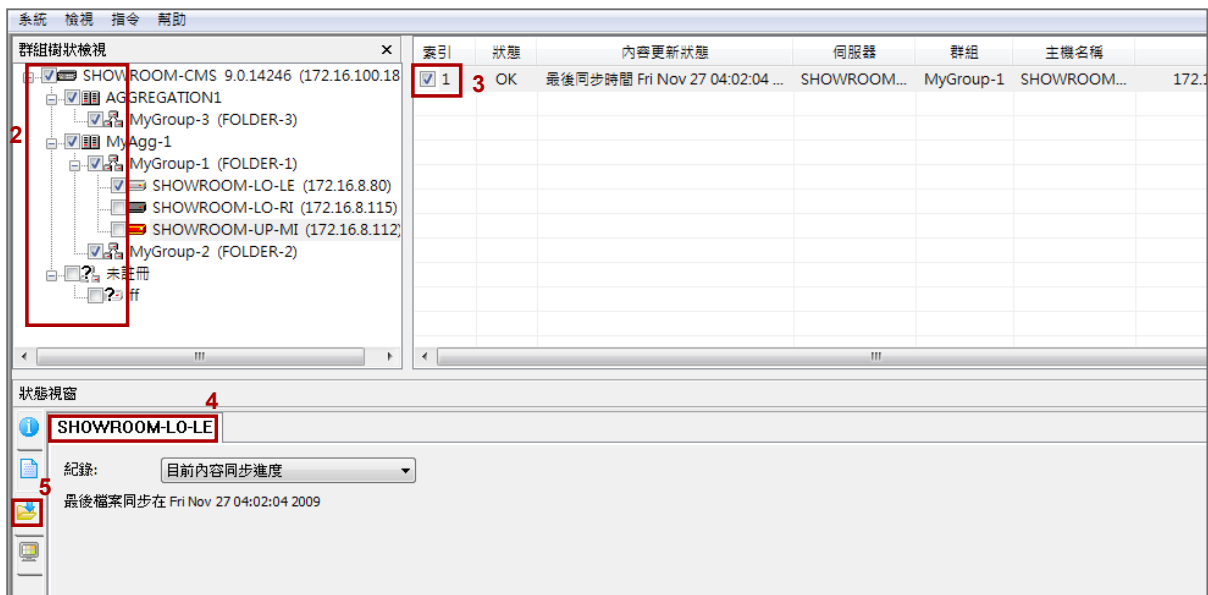 系統 檢視 指令 幫助
群組樹狀檢視 ×
SHOWROOM-CMS 9.0.14246 (172.16.100.18
AGGREGATION1
MyGroup-3 (FOLDER-3)
2
MyAgg-1
MyGroup-1 (FOLDER-1)
SHOWROOM-LO-LE (172.16.8.80)
SHOWROOM-LO-RI (172.16.8.115)
SHOWROOM-UP-MI (172.16.8.112)
MyGroup-2 (FOLDER-2)
未註冊
ff
索引 狀態 內容更新狀態 伺服器 群組 主機名稱
1 3 OK 最後同步時間 Fri Nov 27 04:02:04 ... SHOWROOM... MyGroup-1 SHOWROOM... 172.1
狀態視窗
4
SHOWROOM-LO-LE
紀錄: 目前內容同步進度
5
最後檔案同步在 Fri Nov 27 04:02:04 2009